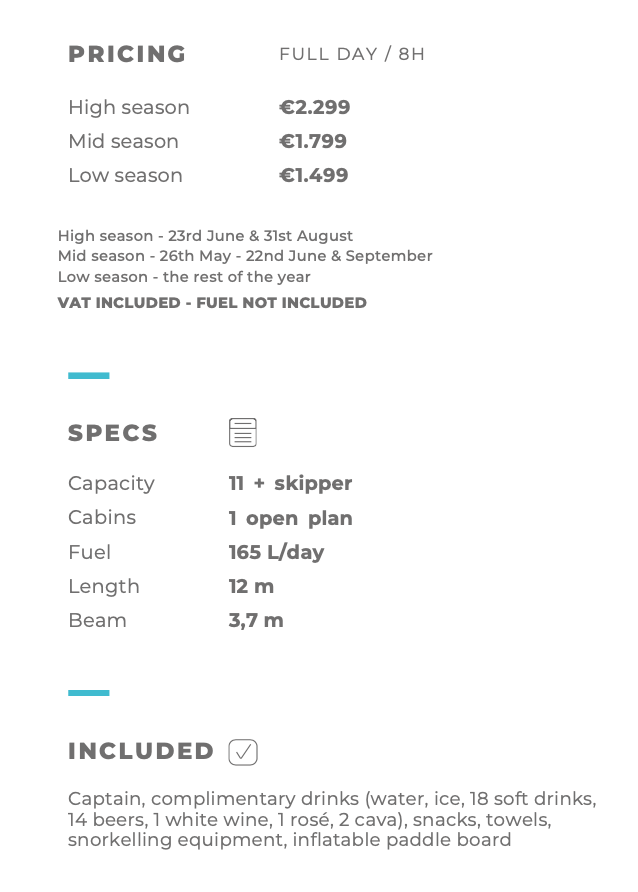 PRICING FULL DAY / 8H
High season €2.299
Mid season €1.799
Low season €1.499
High season - 23rd June & 31st August
Mid season - 26th May - 22nd June & September
Low season - the rest of the year
VAT INCLUDED - FUEL NOT INCLUDED
SPECS
Capacity 11 + skipper
Cabins 1 open plan
Fuel 165 L/day
Length 12 m
Beam 3,7 m
INCLUDED
Captain, complimentary drinks (water, ice, 18 soft drinks,
14 beers, 1 white wine, 1 rosé, 2 cava), snacks, towels,
snorkelling equipment, inflatable paddle board